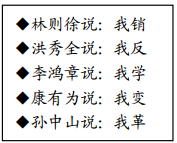 ◆林则徐说：我销
◆洪秀全说：我反
◆李鸿章说：我学
◆康有为说：我变
◆孙中山说：我革